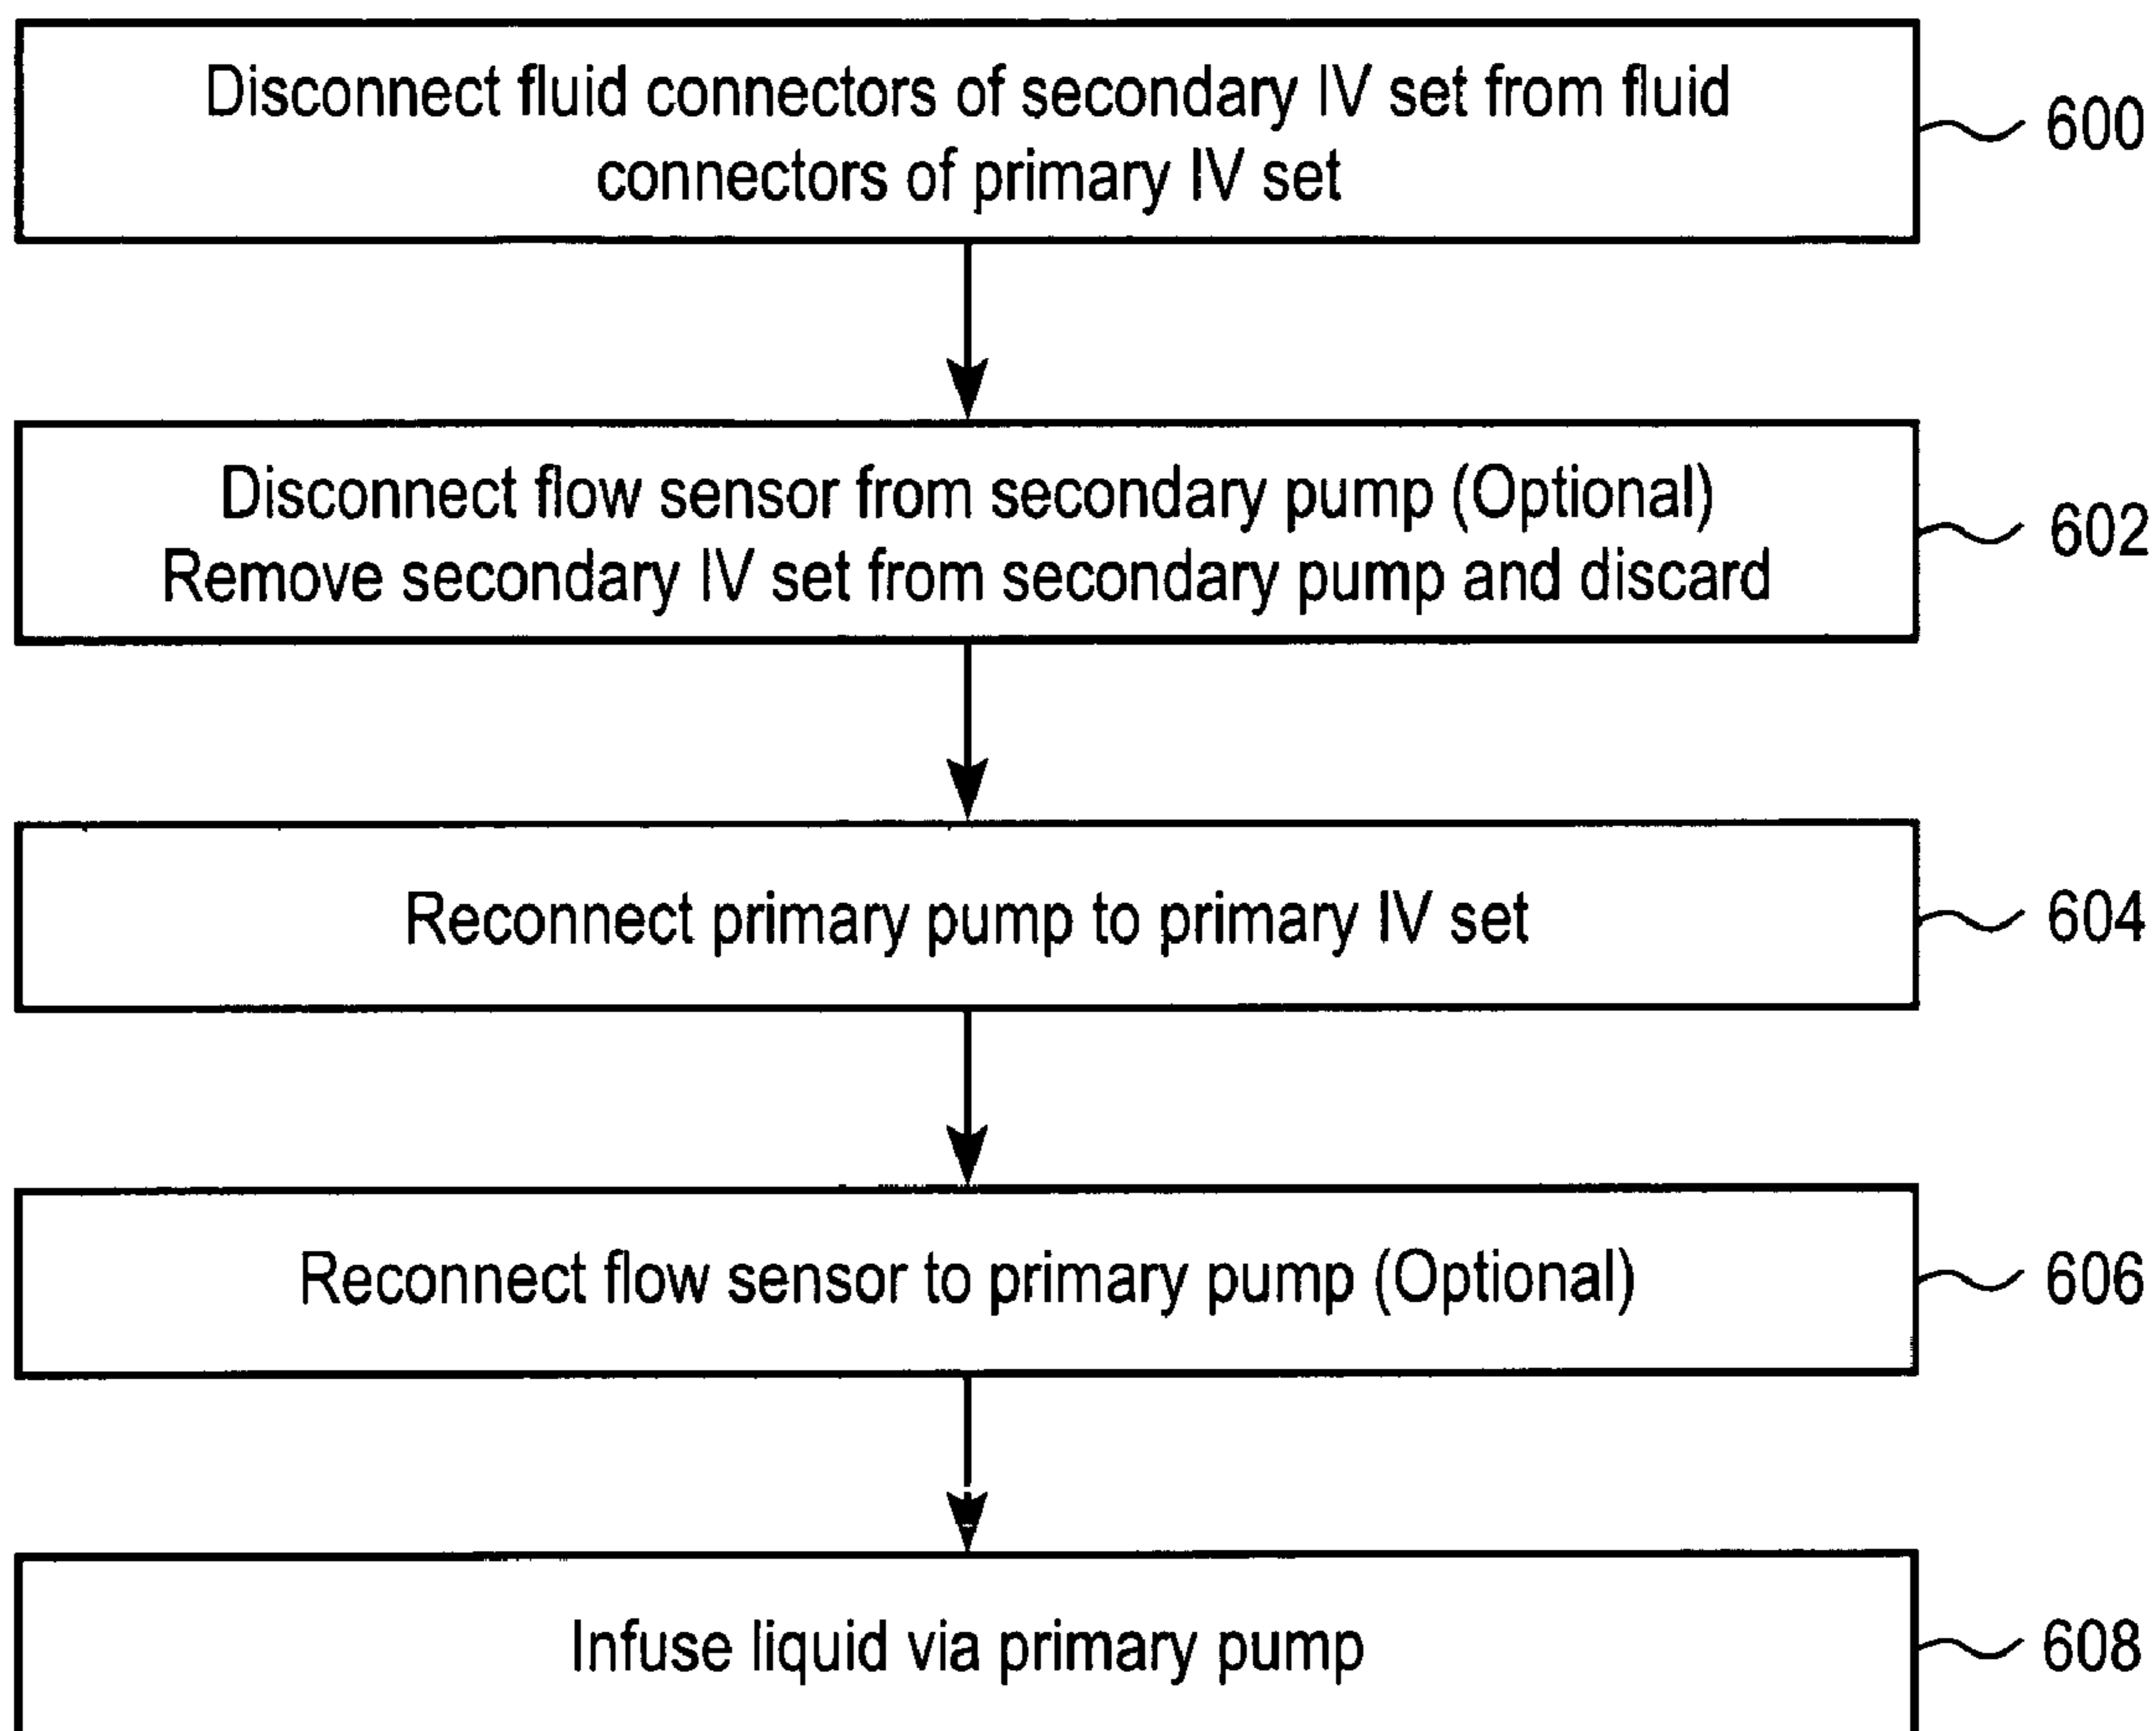 Disconnect fluid connectors of secondary IV set from fluid
connectors of primary IV set
600
Disconnect flow sensor from secondary pump (Optional)
Remove secondary IV set from secondary pump and discard
602
Reconnect primary pump to primary IV set
604
Reconnect flow sensor to primary pump (Optional)
606
Infuse liquid via primary pump
608